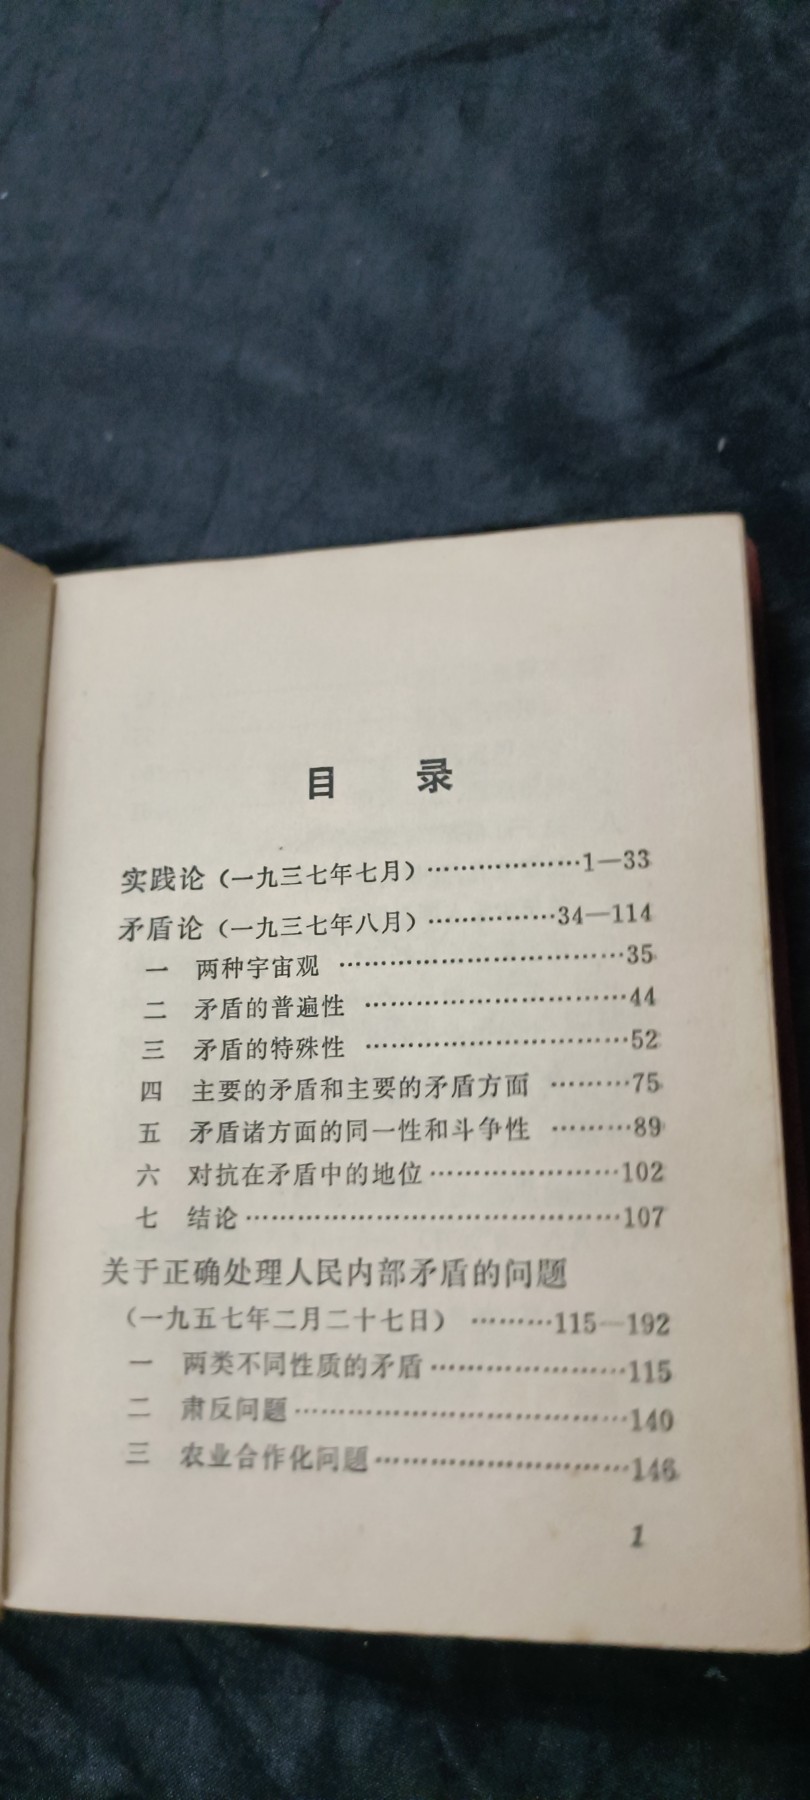 目 录
实践论（一九三七年七月）………………1—33
矛盾论（一九三七年八月）……………34—114
一 两种宇宙观 ……………………………35
二 矛盾的普遍性 …………………………44
三 矛盾的特殊性 …………………………52
四 主要的矛盾和主要的矛盾方面 ………75
五 矛盾诸方面的同一性和斗争性 ………89
六 对抗在矛盾中的地位…………………102
七 结论……………………………………107
关于正确处理人民内部矛盾的问题
（一九五七年二月二十七日） ………115—192
一 两类不同性质的矛盾…………………115
二 肃反问题………………………………140
三 农业合作化问题………………………146
1